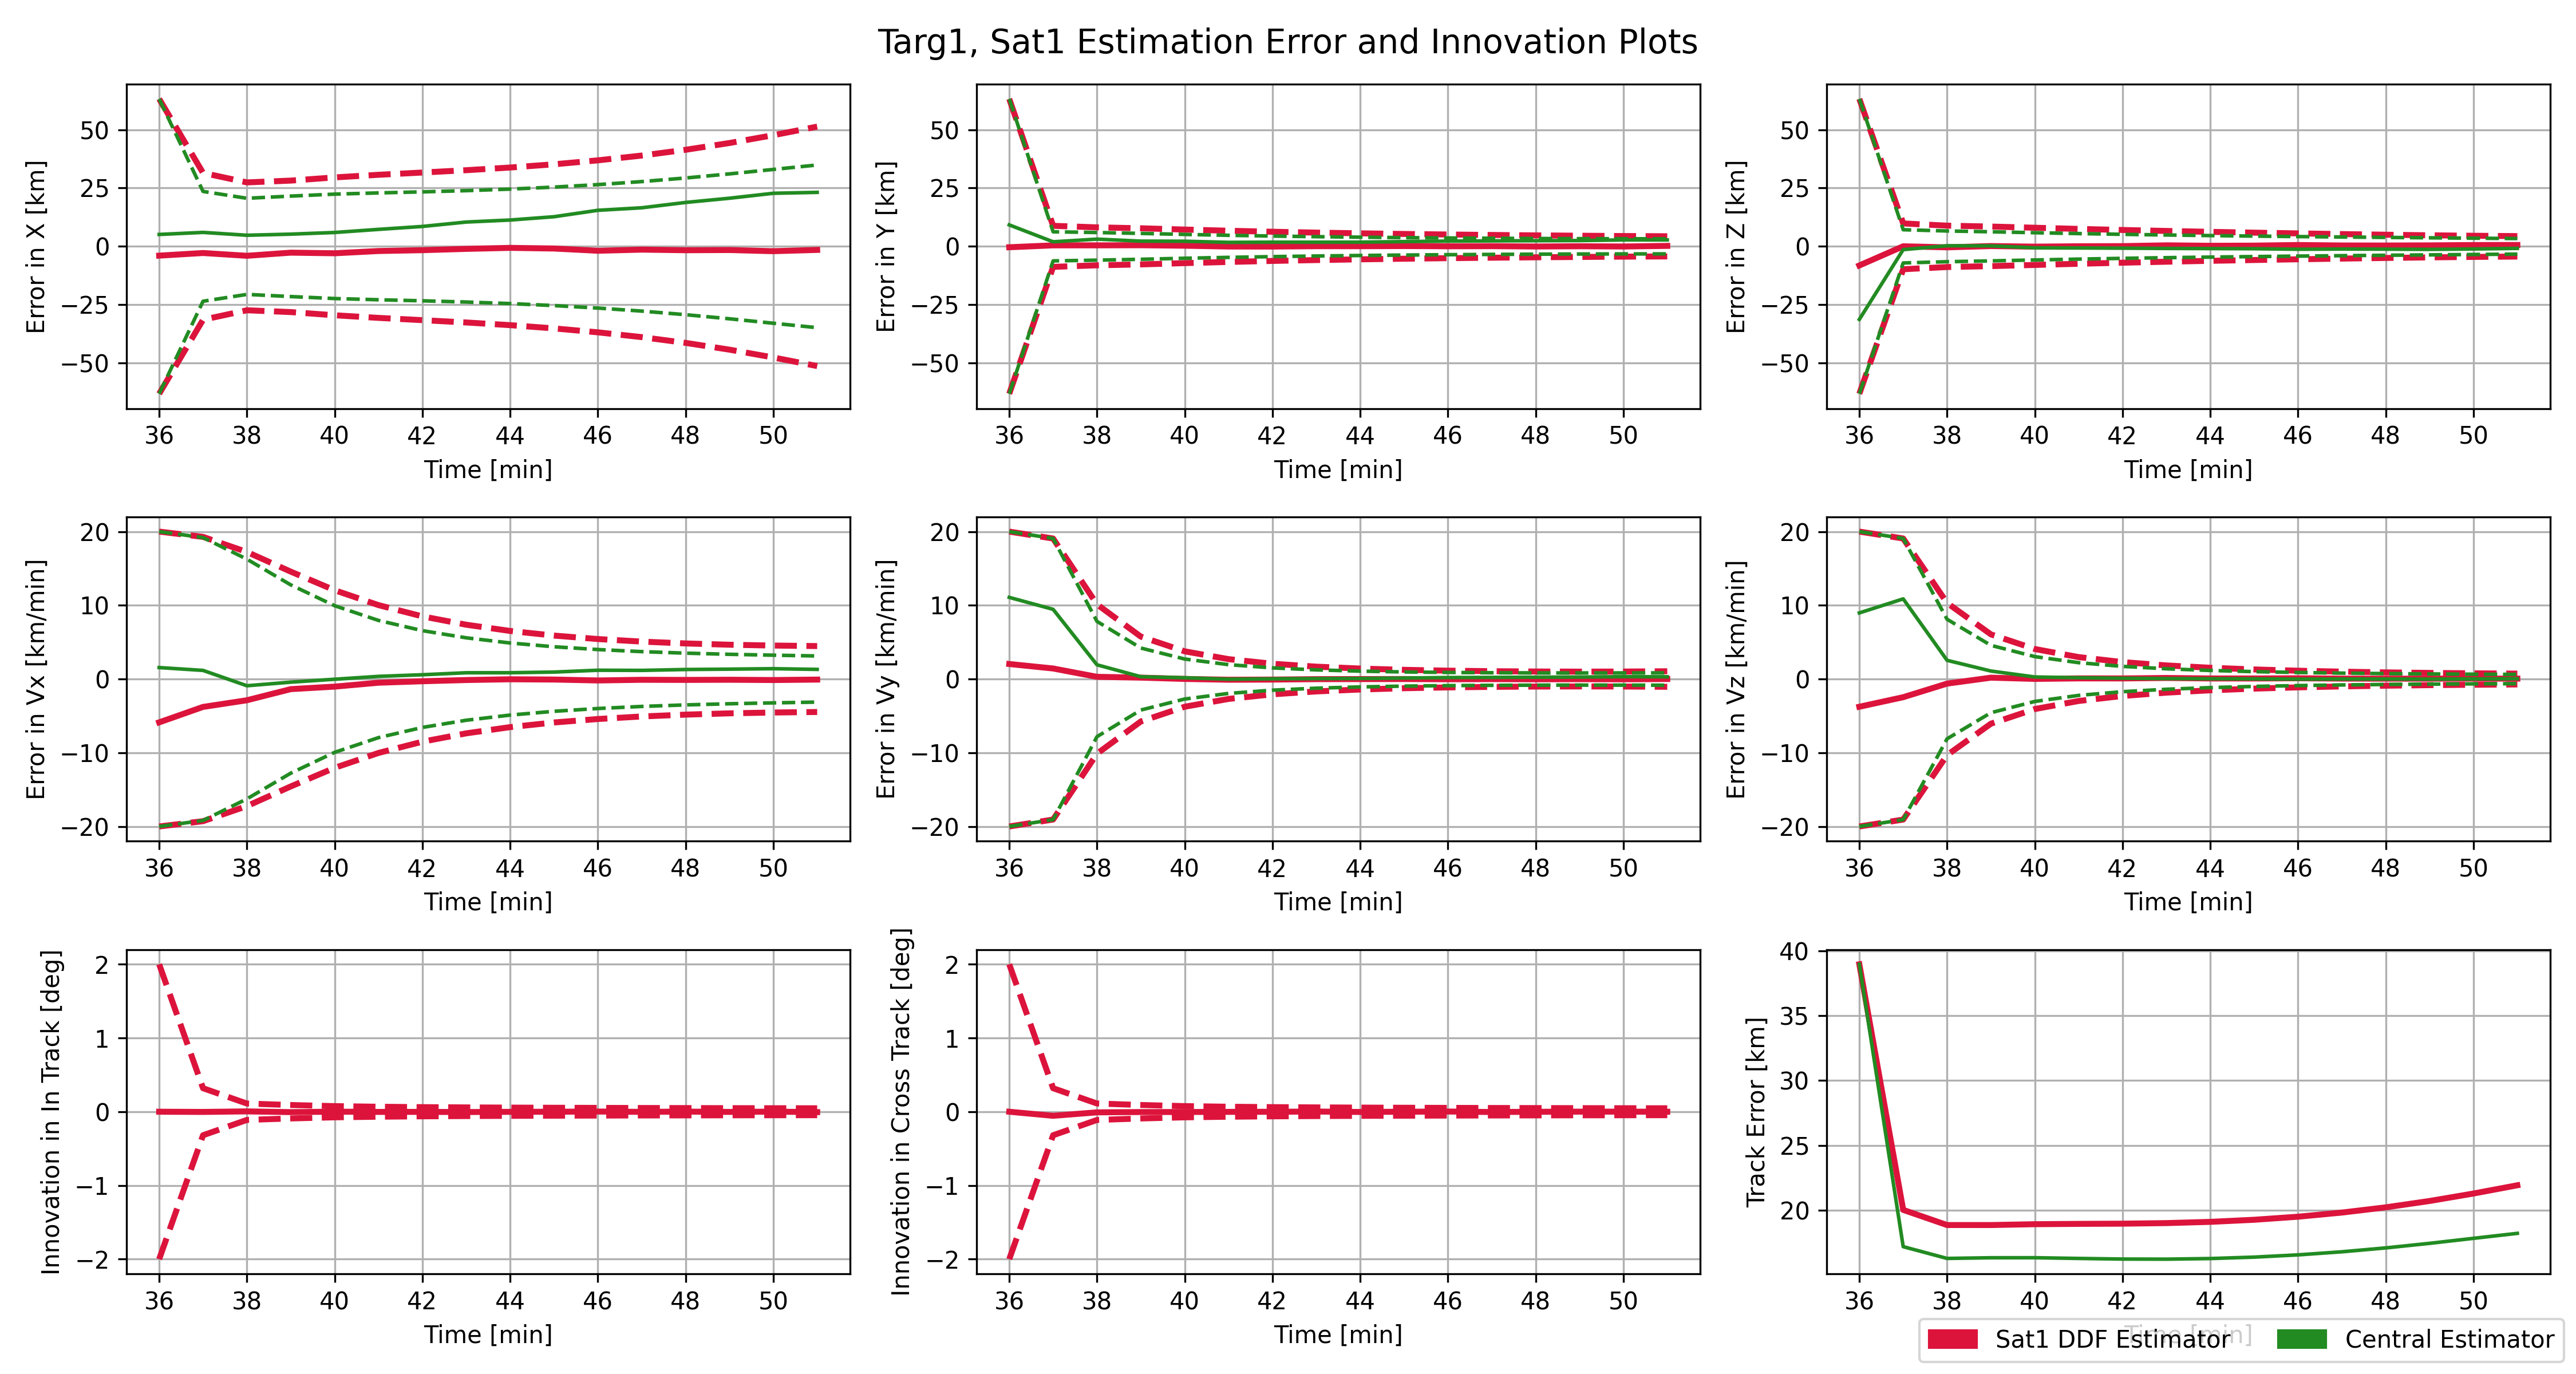 Targ1, Sat1 Estimation Error and Innovation Plots
Error in X [km]
50
25
0
−25
−50
36 38 40 42 44 46 48 50
Time [min]
Error in Y [km]
50
25
0
−25
−50
36 38 40 42 44 46 48 50
Time [min]
Error in Z [km]
50
25
0
−25
−50
36 38 40 42 44 46 48 50
Time [min]
Error in Vx [km/min]
20
10
0
−10
−20
36 38 40 42 44 46 48 50
Time [min]
Error in Vy [km/min]
20
10
0
−10
−20
36 38 40 42 44 46 48 50
Time [min]
Error in Vz [km/min]
20
10
0
−10
−20
36 38 40 42 44 46 48 50
Time [min]
Innovation in In Track [deg]
2
1
0
−1
−2
36 38 40 42 44 46 48 50
Time [min]
Innovation in Cross Track [deg]
2
1
0
−1
−2
36 38 40 42 44 46 48 50
Time [min]
Track Error [km]
40
35
30
25
20
36 38 40 42 44 46 48 50
Time [min]
Sat1 DDF Estimator
Central Estimator